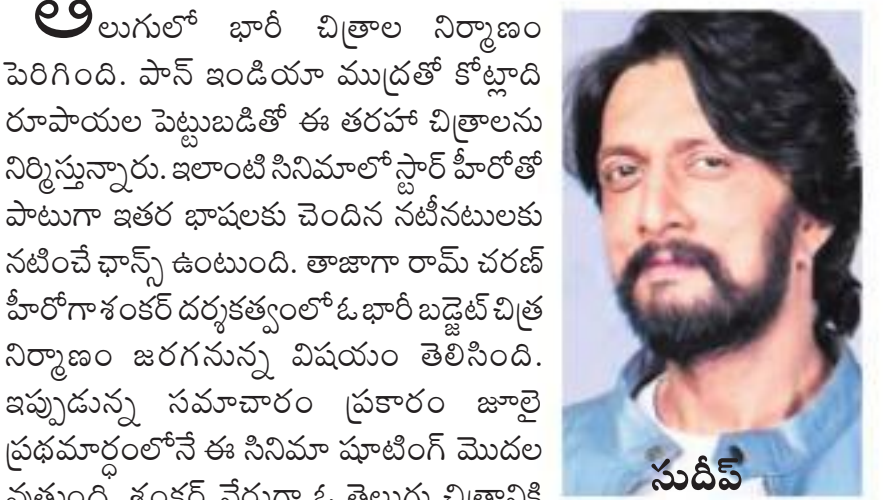 తెలుగులో భారీ చిత్రాల నిర్మాణం
పెరిగింది. పాన్ ఇండియా ముద్రతో కోట్లాది
రూపాయల పెట్టుబడితో ఈ తరహా చిత్రాలను
నిర్మిస్తున్నారు. ఇలాంటి సినిమాలో స్టార్ హీరోతో
పాటుగా ఇతర భాషలకు చెందిన నటీనటులకు
నటించే ఛాన్స్ ఉంటుంది. తాజాగా రామ్ చరణ్
హీరోగా శంకర్ దర్శకత్వంలో ఓ భారీ బడ్జెట్ చిత్ర
నిర్మాణం జరగనున్న విషయం తెలిసింది.
ఇప్పుడున్న సమాచారం ప్రకారం జూలై
ప్రథమార్ధంలోనే ఈ సినిమా షూటింగ్ మొదల
వుతుంది. శంకర్ నేరుగా ఓ తెలుగు చిత్రానికి
సుదీప్